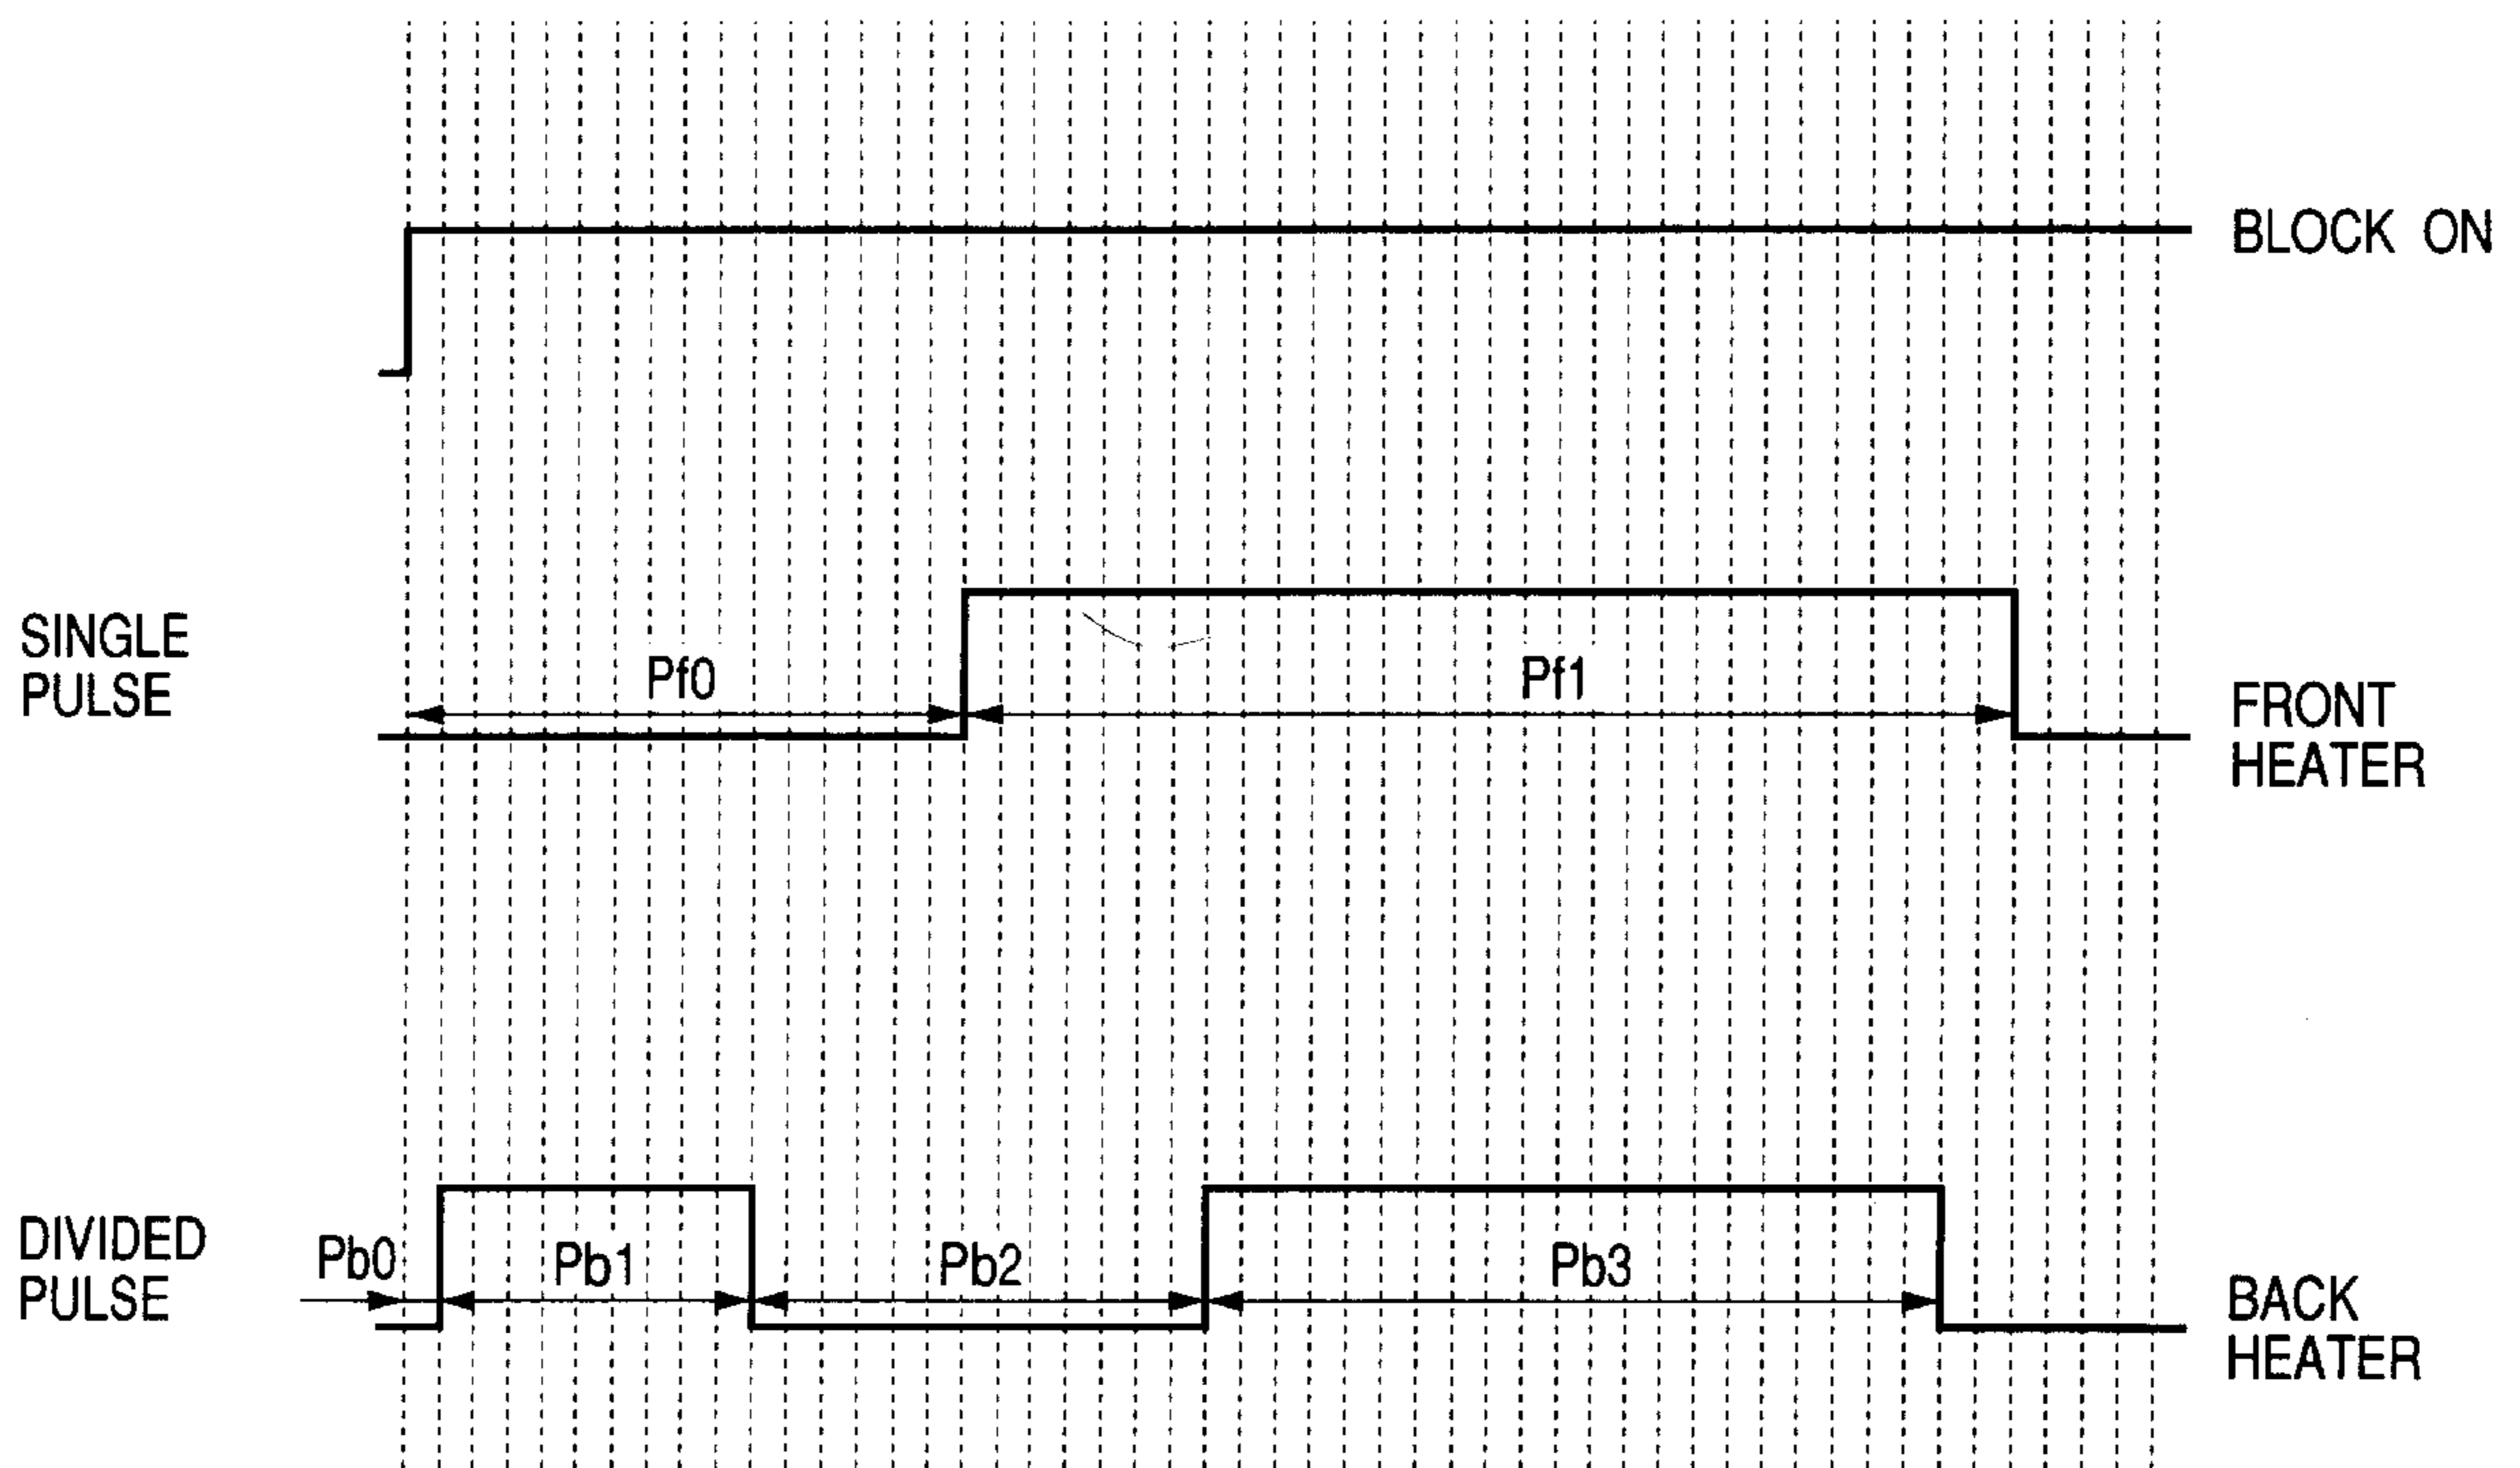 BLOCK ON
SINGLE
PULSE
Pf0
Pf1
FRONT
HEATER
DIVIDED
PULSE
Pb0
Pb1
Pb2
Pb3
BACK
HEATER